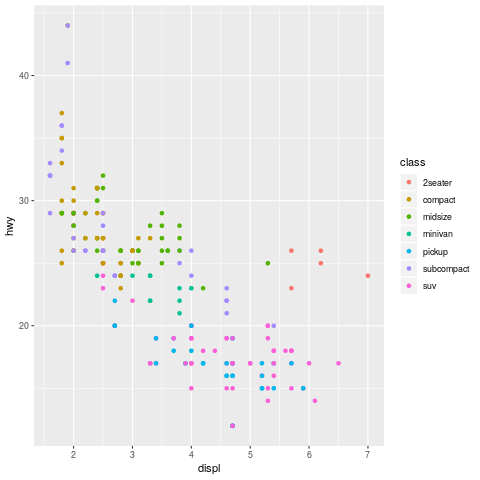 40
30
20
hwy
2
3
4
5
6
7
displ
class
2seater
compact
midsize
minivan
pickup
subcompact
suv